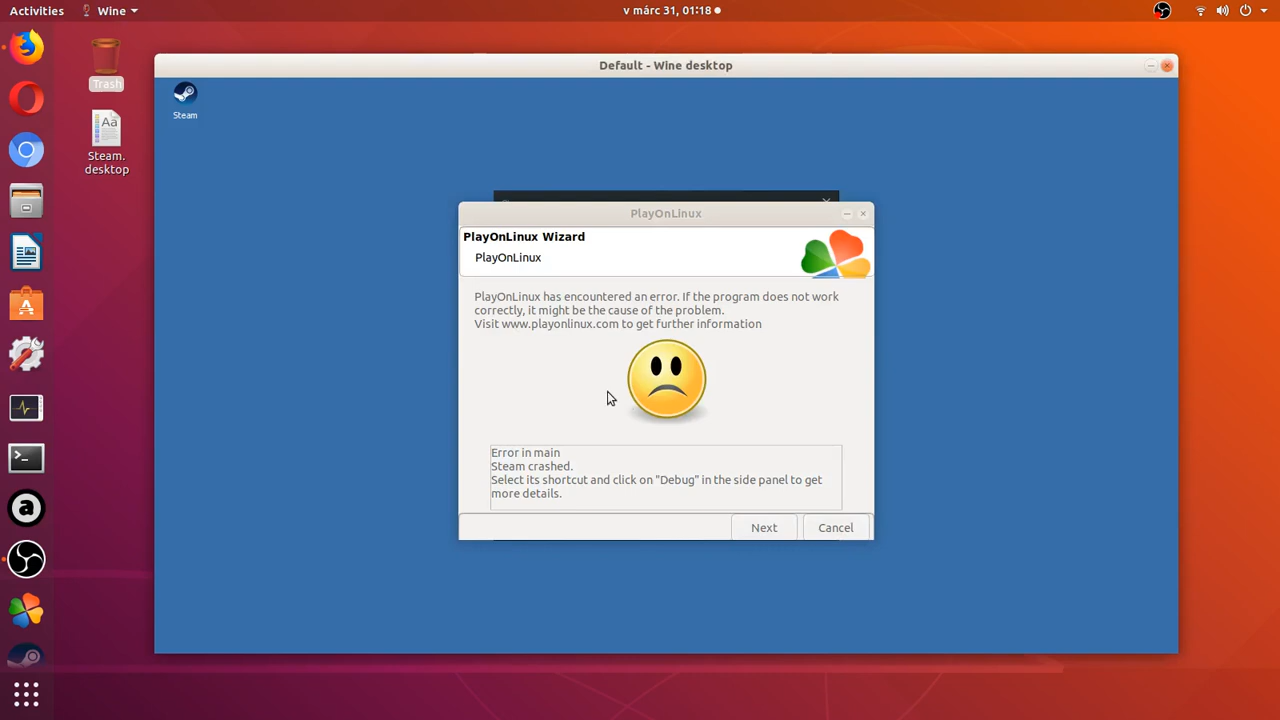 Activities
Wine
v márc 31, 01:18
Default - Wine desktop
Trash
Steam
Steam.
desktop
PlayOnLinux
PlayOnLinux Wizard
PlayOnLinux
PlayOnLinux has encountered an error. If the program does not work
correctly, it might be the cause of the problem.
Visit www.playonlinux.com to get further information
Error in main
Steam crashed.
Select its shortcut and click on "Debug" in the side panel to get
more details.
Next
Cancel